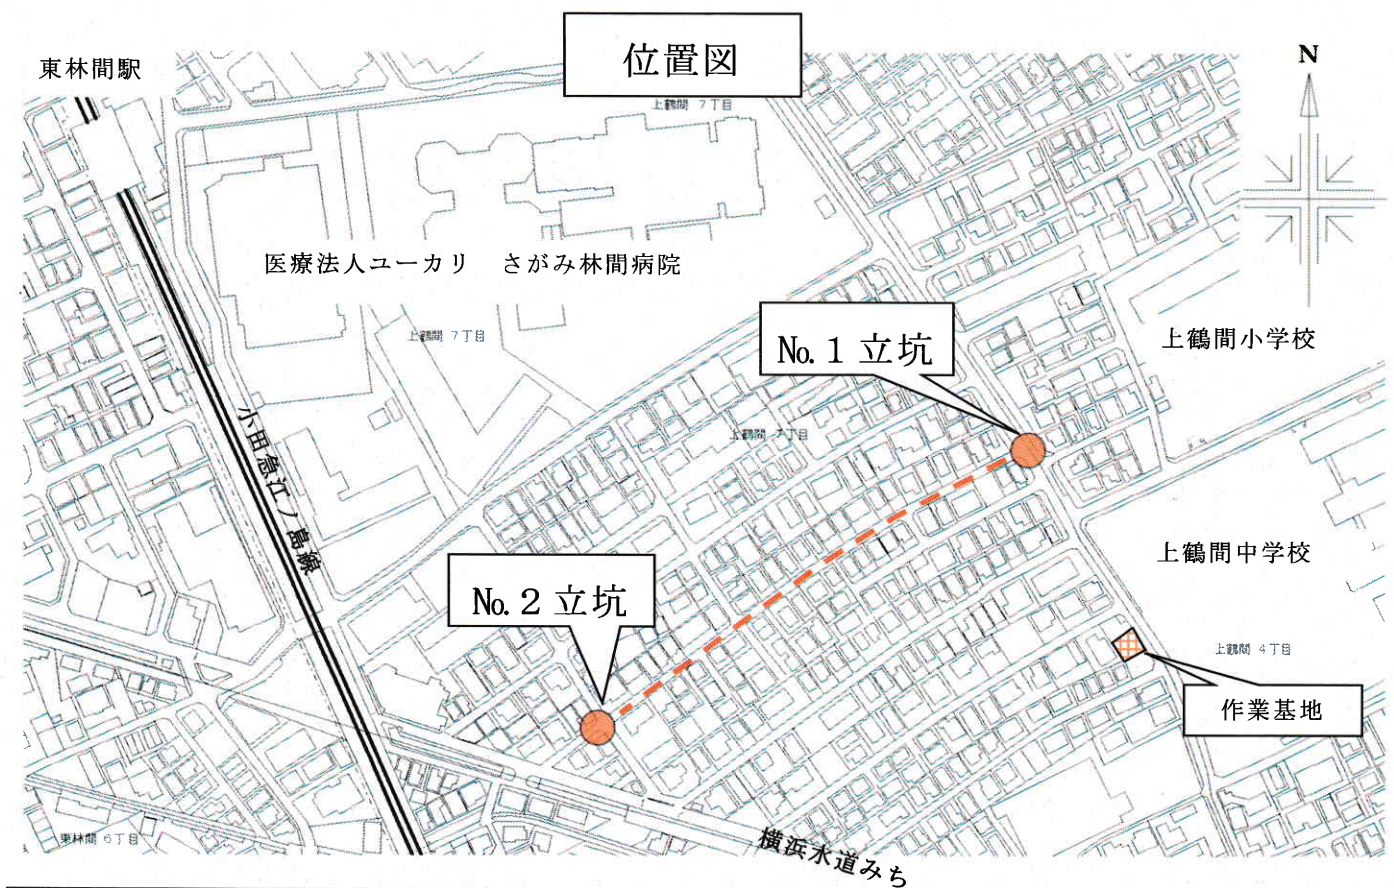 位置図
東林間駅
N
上鶴間 7丁目
医療法人ユーカリ　さがみ林間病院
上鶴間 7丁目
No. 1 立坑
上鶴間小学校
上鶴間 7丁目
小田急江ノ島線
上鶴間中学校
No. 2 立坑
上鶴間 4丁目
作業基地
東林間 6丁目
横浜水道みち